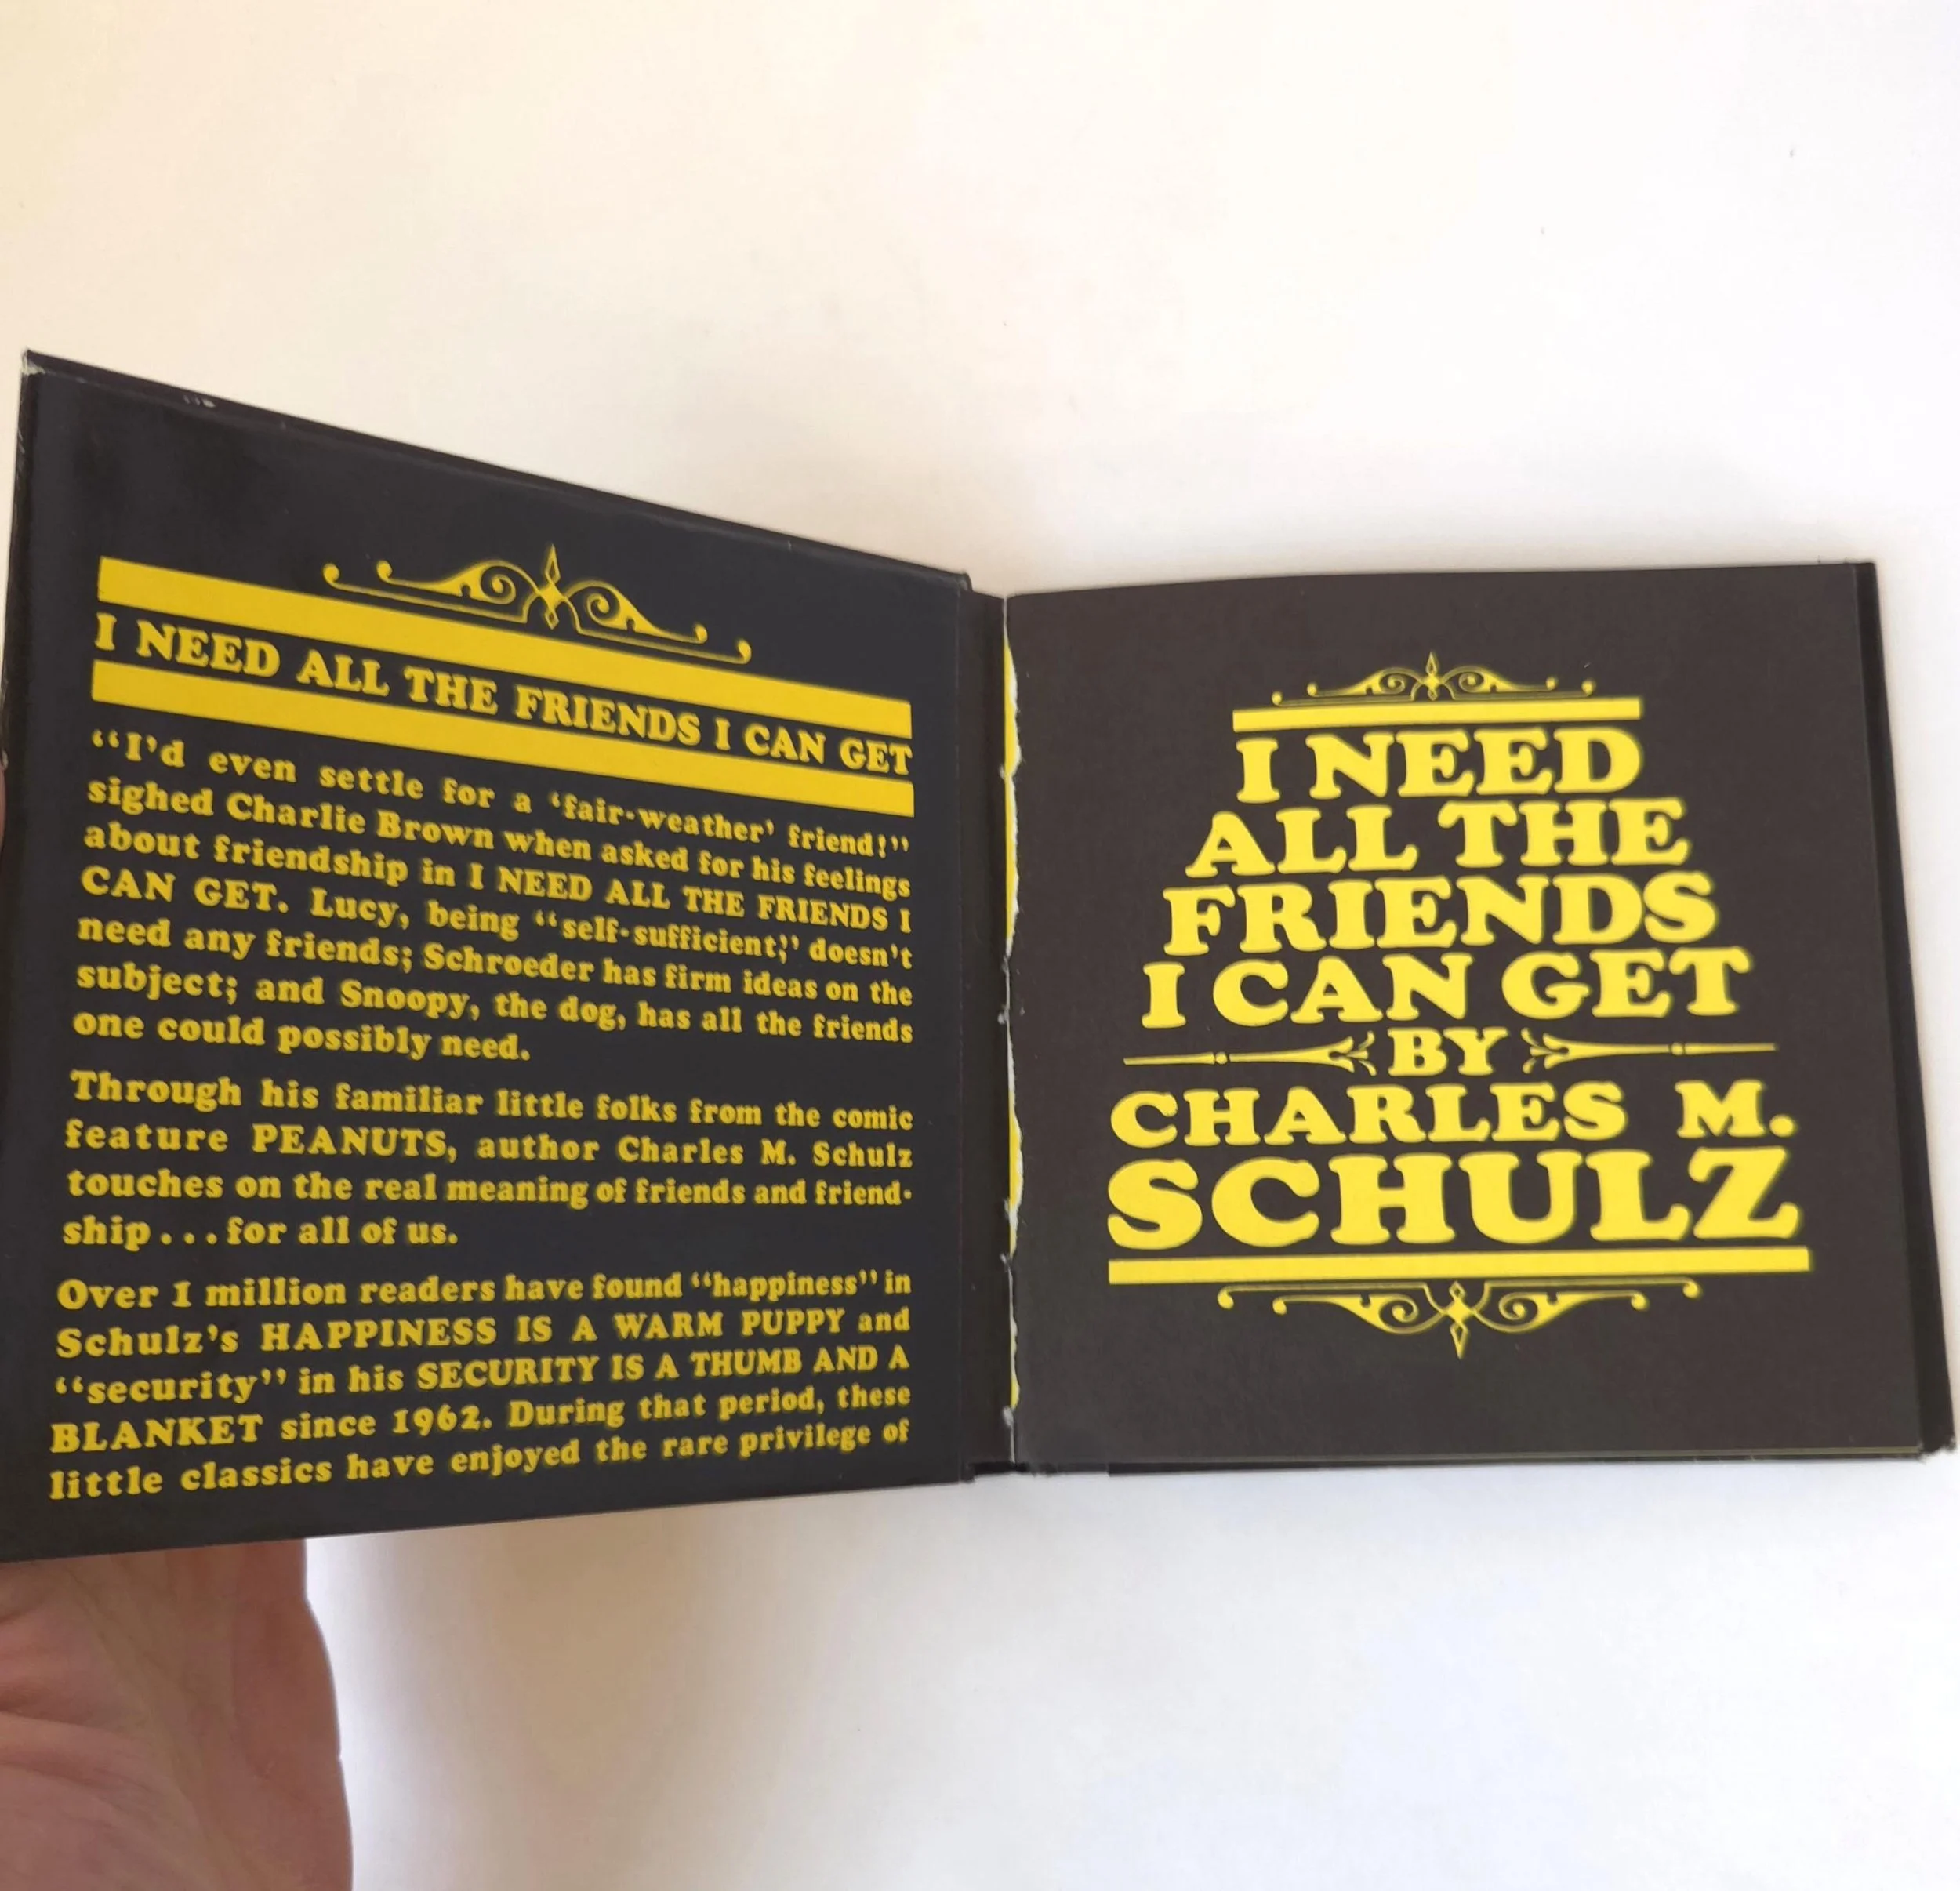 I NEED ALL THE FRIENDS I CAN GET
“I’d even settle for a ‘fair-weather’ friend!”
sighed Charlie Brown when asked for his feelings
about friendship in I NEED ALL THE FRIENDS I
CAN GET. Lucy, being “self-sufficient,” doesn’t
need any friends; Schroeder has firm ideas on the
subject; and Snoopy, the dog, has all the friends
one could possibly need.
Through his familiar little folks from the comic
feature PEANUTS, author Charles M. Schulz
touches on the real meaning of friends and friend-
ship . . . for all of us.
Over 1 million readers have found “happiness” in
Schulz’s HAPPINESS IS A WARM PUPPY and
“security” in his SECURITY IS A THUMB AND A
BLANKET since 1962. During that period, these
little classics have enjoyed the rare privilege of
I NEED
ALL THE
FRIENDS
I CAN GET
BY
CHARLES M.
SCHULZ